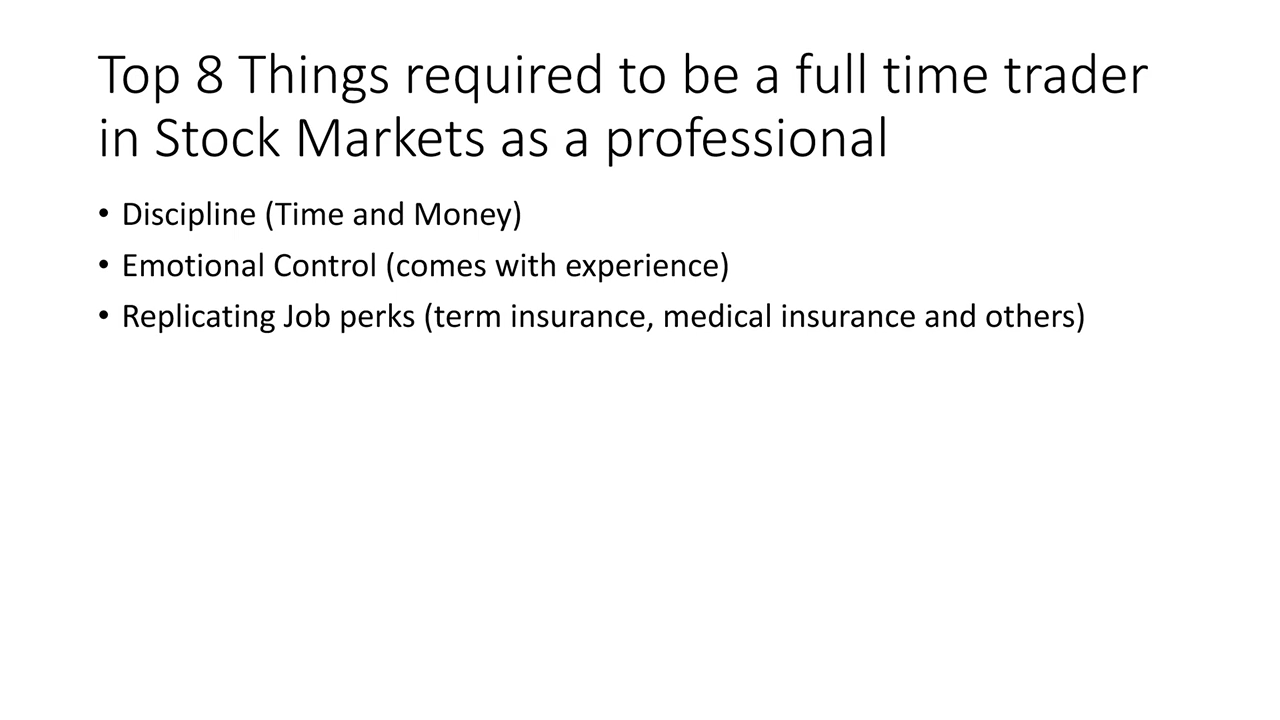 Top 8 Things required to be a full time trader
in Stock Markets as a professional
• Discipline (Time and Money)
• Emotional Control (comes with experience)
• Replicating Job perks (term insurance, medical insurance and others)